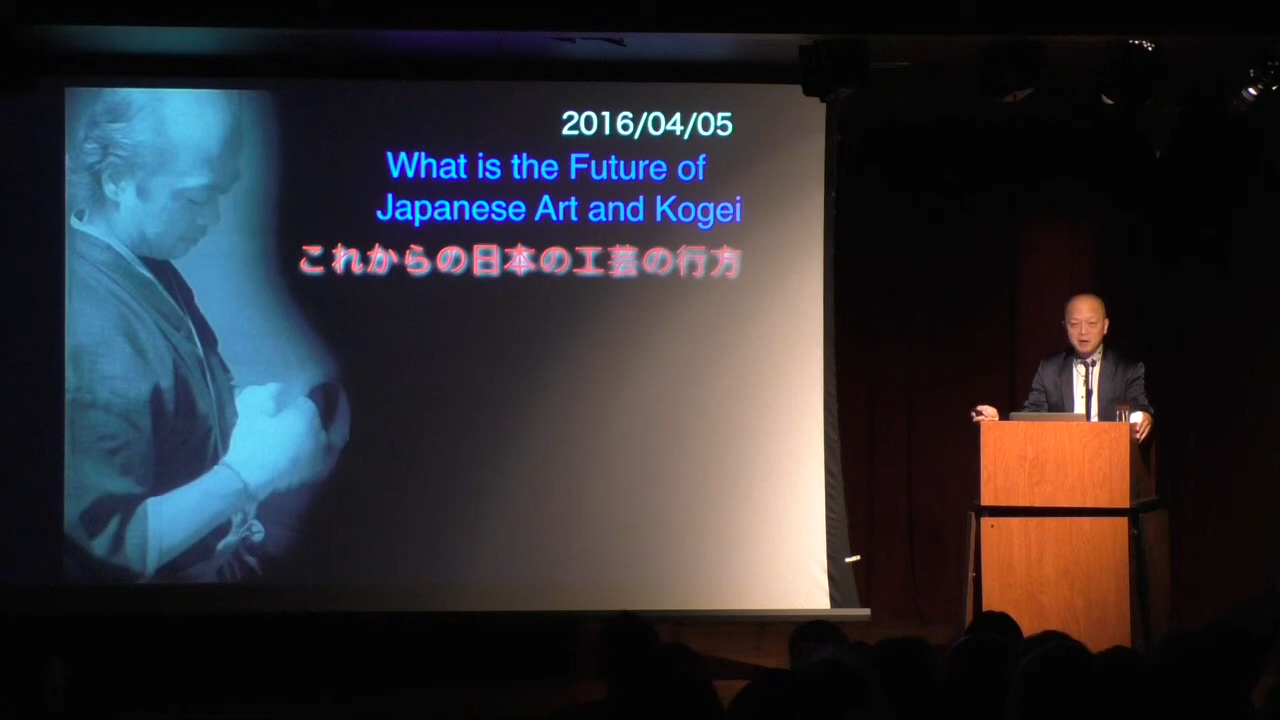 2016/04/05
What is the Future of
Japanese Art and Kogei
これからの日本の工芸の行方